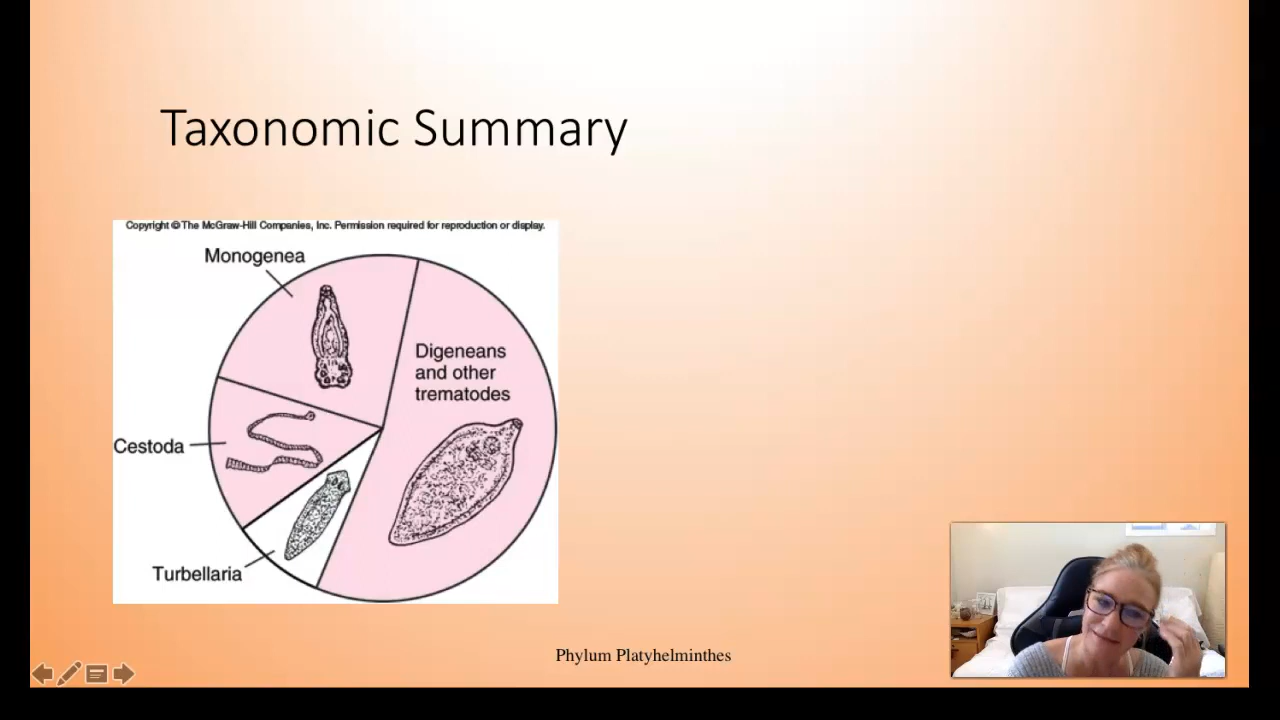 Taxonomic Summary
Copyright © The McGraw-Hill Companies, Inc. Permission required for reproduction or display.
Monogenea
Digeneans
and other
trematodes
Cestoda
Turbellaria
Phylum Platyhelminthes